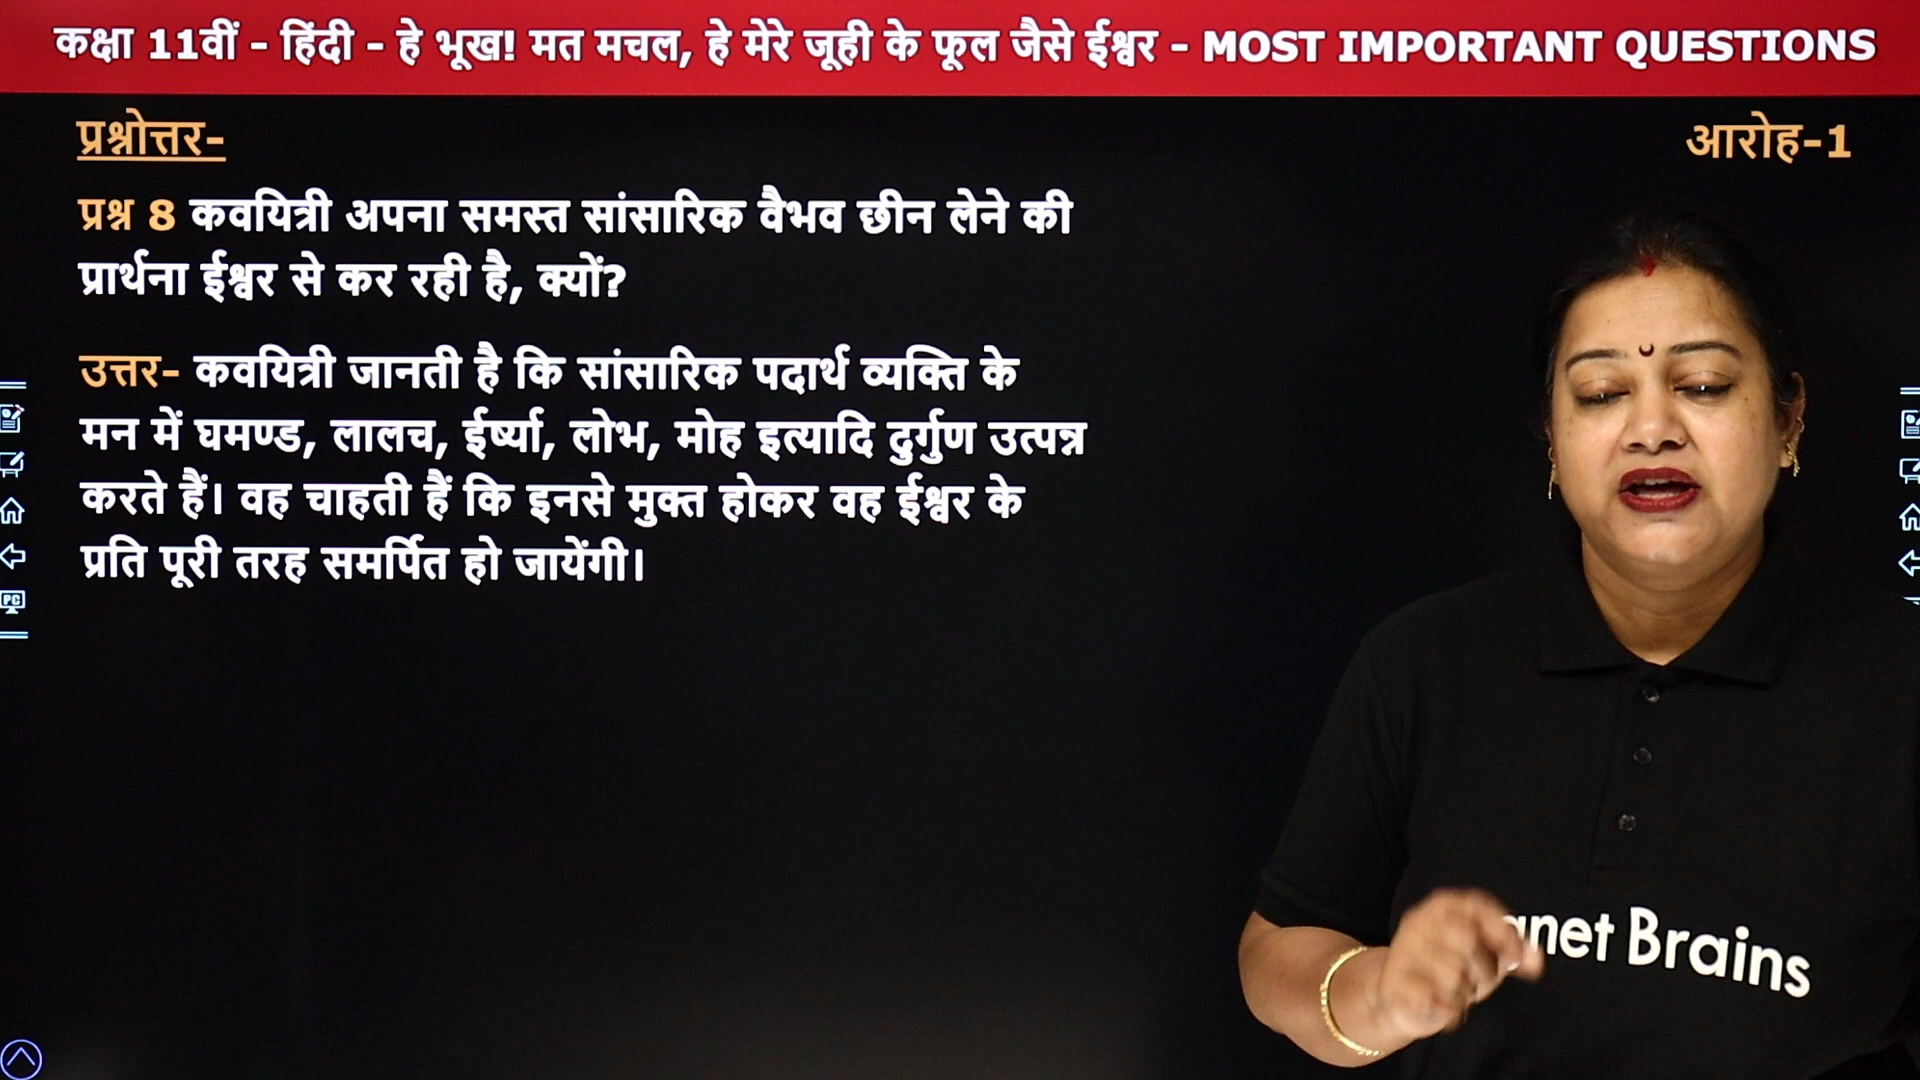 कक्षा 11वीं - हिंदी - हे भूख! मत मचल, हे मेरे जूही के फूल जैसे ईश्वर - MOST IMPORTANT QUESTIONS
प्रश्नोत्तर-
आरोह-1
प्रश्न 8 कवयित्री अपना समस्त सांसारिक वैभव छीन लेने की
प्रार्थना ईश्वर से कर रही है, क्यों?
उत्तर- कवयित्री जानती है कि सांसारिक पदार्थ व्यक्ति के
मन में घमण्ड, लालच, ईर्ष्या, लोभ, मोह इत्यादि दुर्गुण उत्पन्न
करते हैं। वह चाहती हैं कि इनसे मुक्त होकर वह ईश्वर के
प्रति पूरी तरह समर्पित हो जायेंगी।
PC
anet Brains